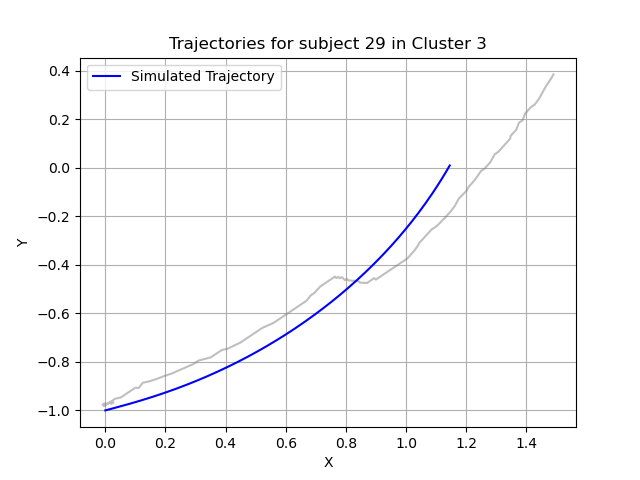 Trajectories for subject 29 in Cluster 3
Simulated Trajectory
0.4
0.2
0.0
−0.2
−0.4
−0.6
−0.8
−1.0
Y
0.0 0.2 0.4 0.6 0.8 1.0 1.2 1.4
X